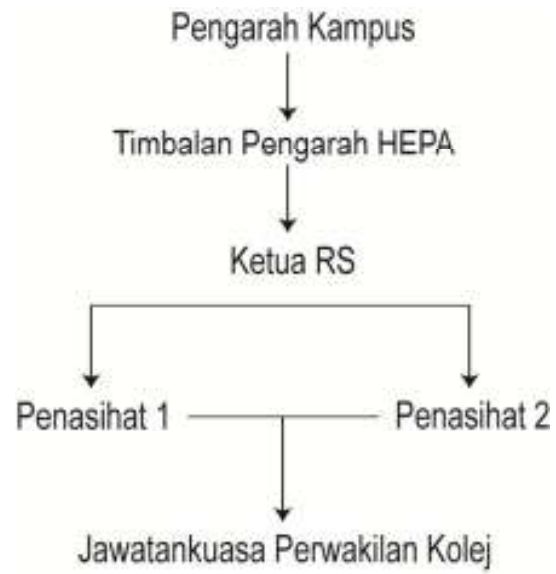 Pengarah Kampus
Timbalan Pengarah HEPA
Ketua RS
Penasihat 1
Penasihat 2
Jawatankuasa Perwakilan Kolej